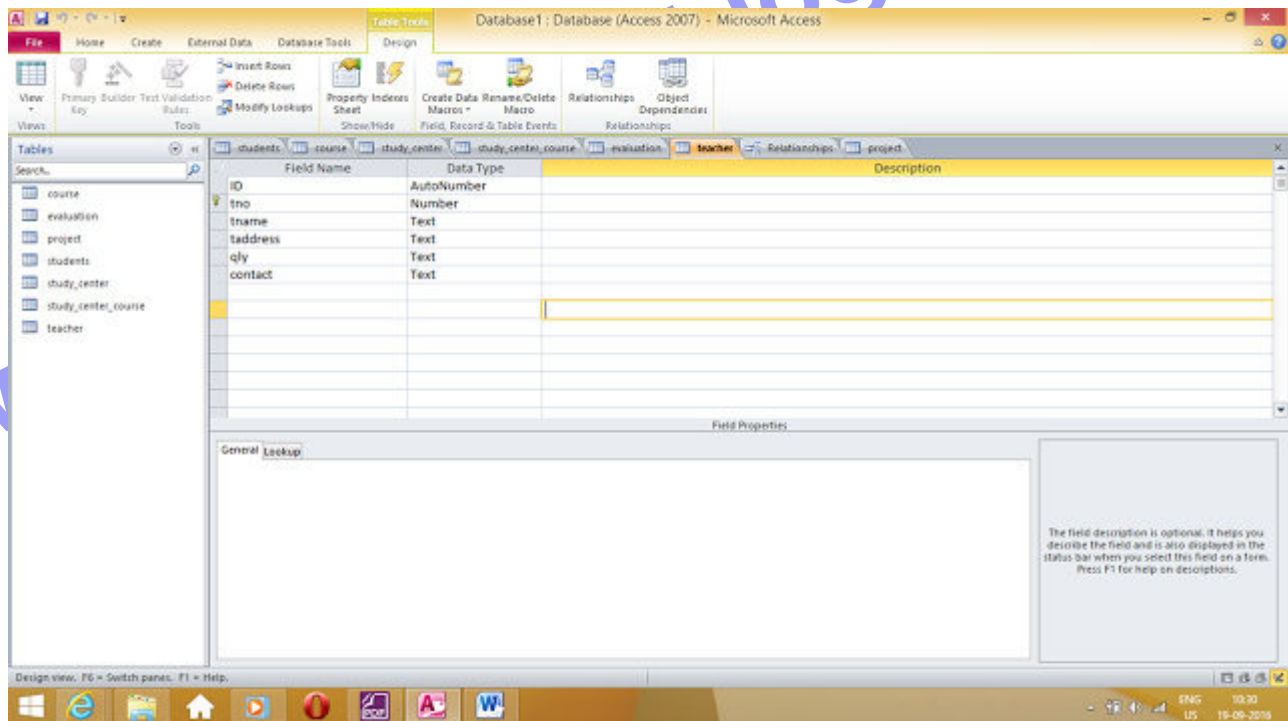 Database1 : Database (Access 2007) - Microsoft Access
Table Tools
File Home Create External Data Database Tools Design
View
Primary Key
Builder
Test Validation Rules
Insert Rows
Delete Rows
Modify Lookups
Property Sheet
Indexes
Create Data Macros
Rename/Delete Macro
Relationships
Object Dependencies
Views Tools Show/Hide Field, Record & Table Events Relationships
Tables
students course study_center study_center_course evaluation teacher Relationships project
Search...
course
evaluation
project
students
study_center
study_center_course
teacher
Field Name Data Type Description
ID AutoNumber
tno Number
tname Text
taddress Text
qly Text
contact Text
Field Properties
General Lookup
The field description is optional. It helps you
describe the field and is also displayed in the
status bar when you select this field on a form.
Press F1 for help on descriptions.
Design view. F6 = Switch panes. F1 = Help.
ENG 10:30
US 19-09-2016